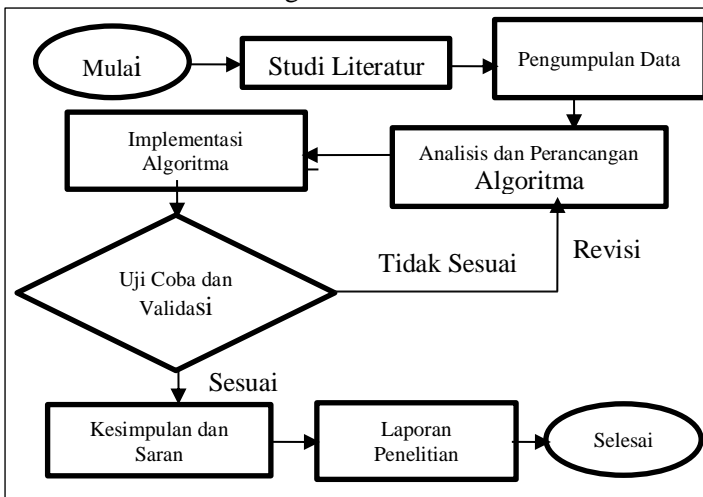 Mulai
Studi Literatur
Pengumpulan Data
Implementasi
Algoritma
Analisis dan Perancangan
Algoritma
Uji Coba dan
Validasi
Tidak Sesuai
Revisi
Sesuai
Kesimpulan dan
Saran
Laporan
Penelitian
Selesai